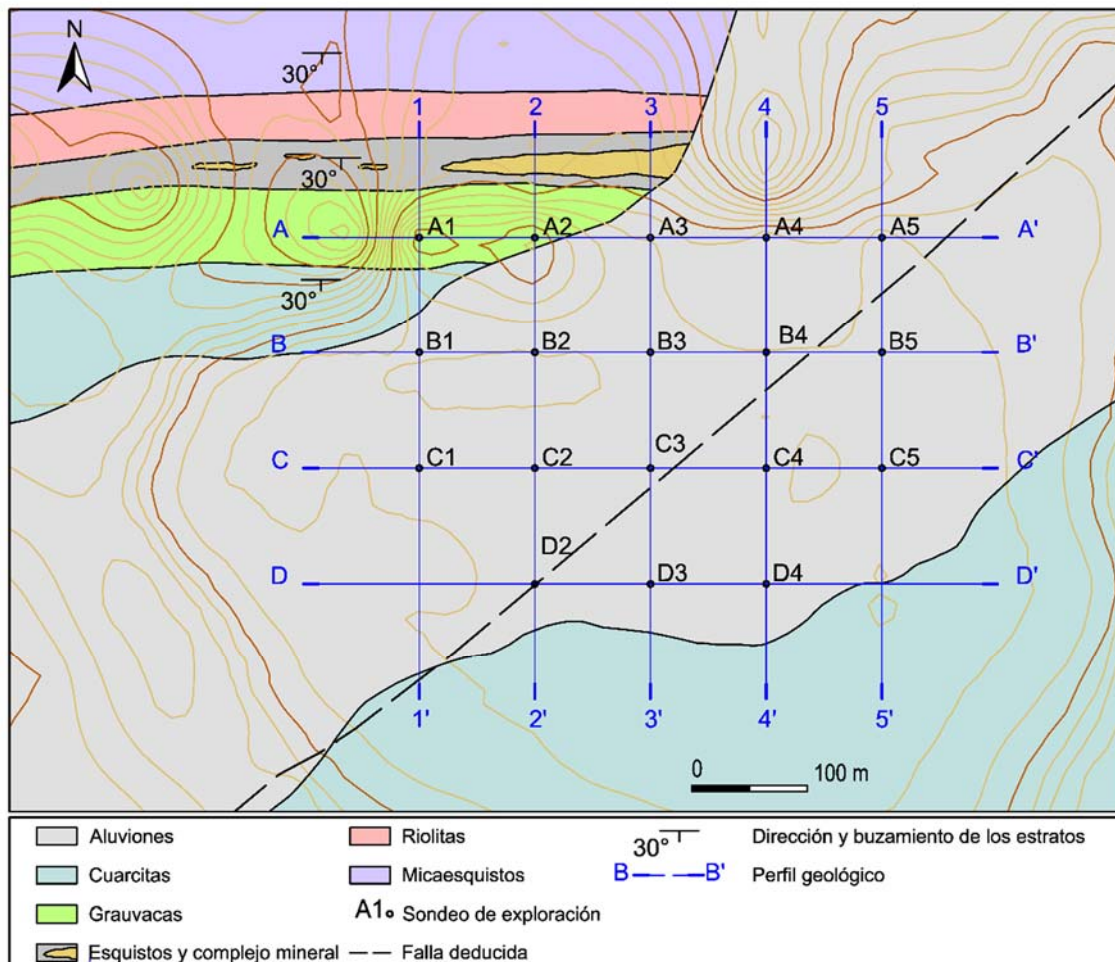 N
30°
1 2 3 4 5
30°
A A1 A2 A3 A4 A5 A'
30°
B B1 B2 B3 B4 B5 B'
C C1 C2 C3 C4 C5 C'
D D2 D3 D4 D'
1' 2' 3' 4' 5'
0 100 m
Aluviones Riolitas 30° Dirección y buzamiento de los estratos
Cuarcitas Micaesquistos B B' Perfil geológico
Grauvacas A1 Sondeo de exploración
Esquistos y complejo mineral Falla deducida